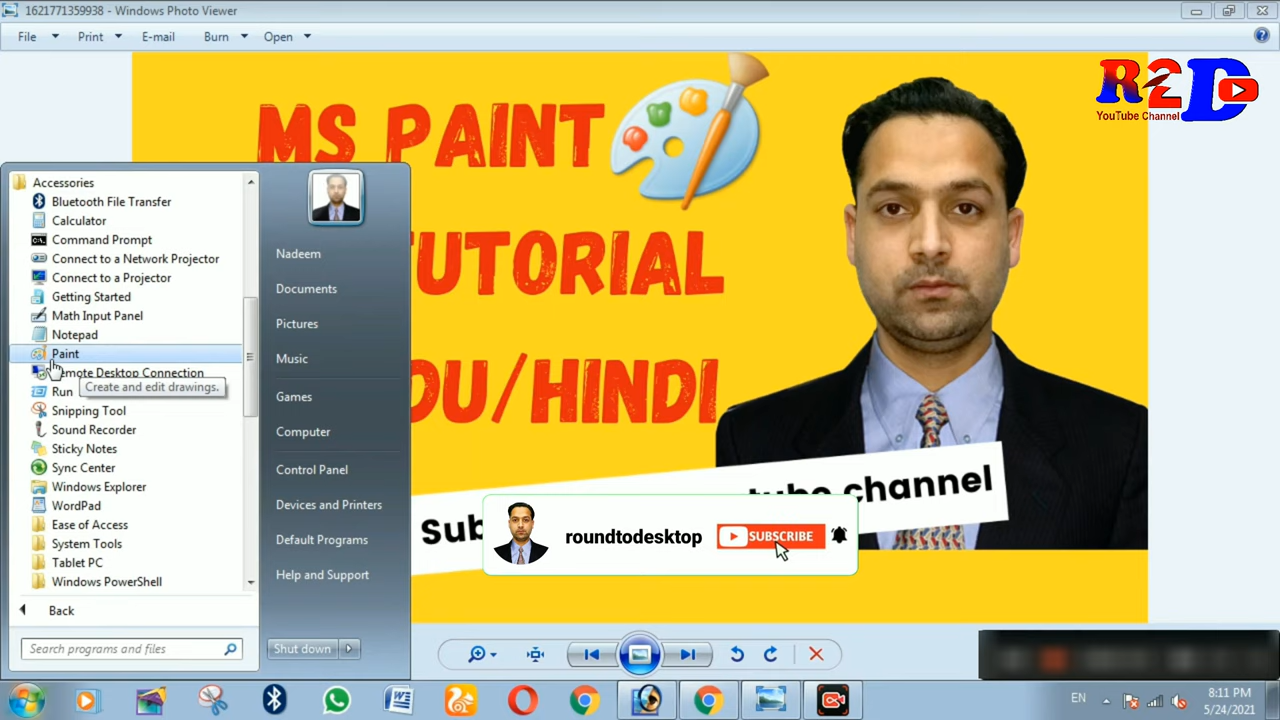 1621771359938 - Windows Photo Viewer
File Print E-mail Burn Open
R2D
YouTube Channel
MS PAINT
TUTORIAL
DU/HINDI
Sub
tube channel
roundtodesktop SUBSCRIBE
Accessories
Bluetooth File Transfer
Calculator
Command Prompt
Connect to a Network Projector
Connect to a Projector
Getting Started
Math Input Panel
Notepad
Paint
emote Desktop Connection
Create and edit drawings.
Run
Snipping Tool
Sound Recorder
Sticky Notes
Sync Center
Windows Explorer
WordPad
Ease of Access
System Tools
Tablet PC
Windows PowerShell
Back
Search programs and files
Nadeem
Documents
Pictures
Music
Games
Computer
Control Panel
Devices and Printers
Default Programs
Help and Support
Shut down
EN
8:11 PM
5/24/2021